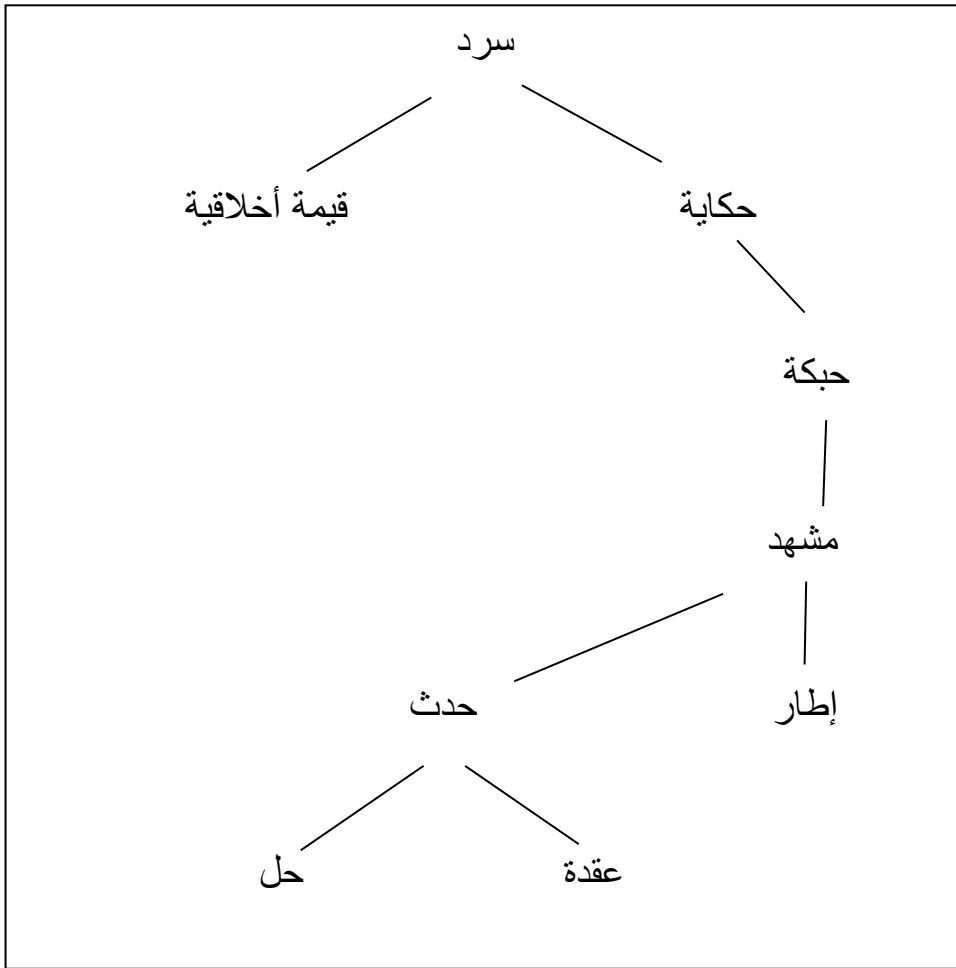 سرد
حكاية
قيمة أخلاقية
حبكة
مشهد
إطار
حدث
عقدة
حل